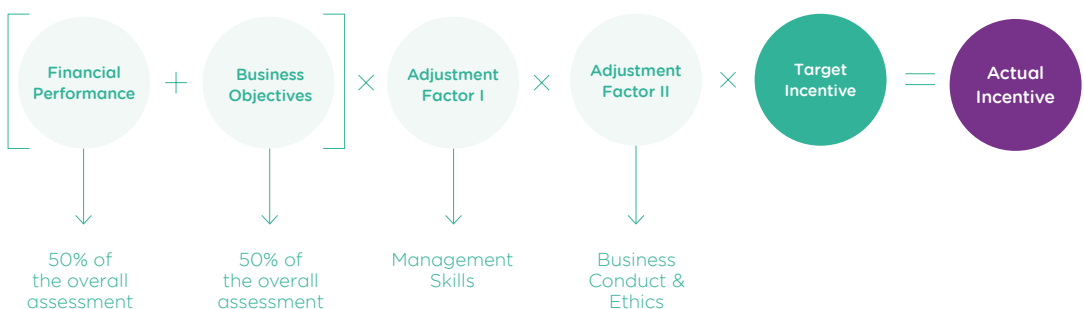 Financial
Performance
+
Business
Objectives
×
Adjustment
Factor I
×
Adjustment
Factor II
×
Target
Incentive
=
Actual
Incentive
50% of
the overall
assessment
50% of
the overall
assessment
Management
Skills
Business
Conduct &
Ethics